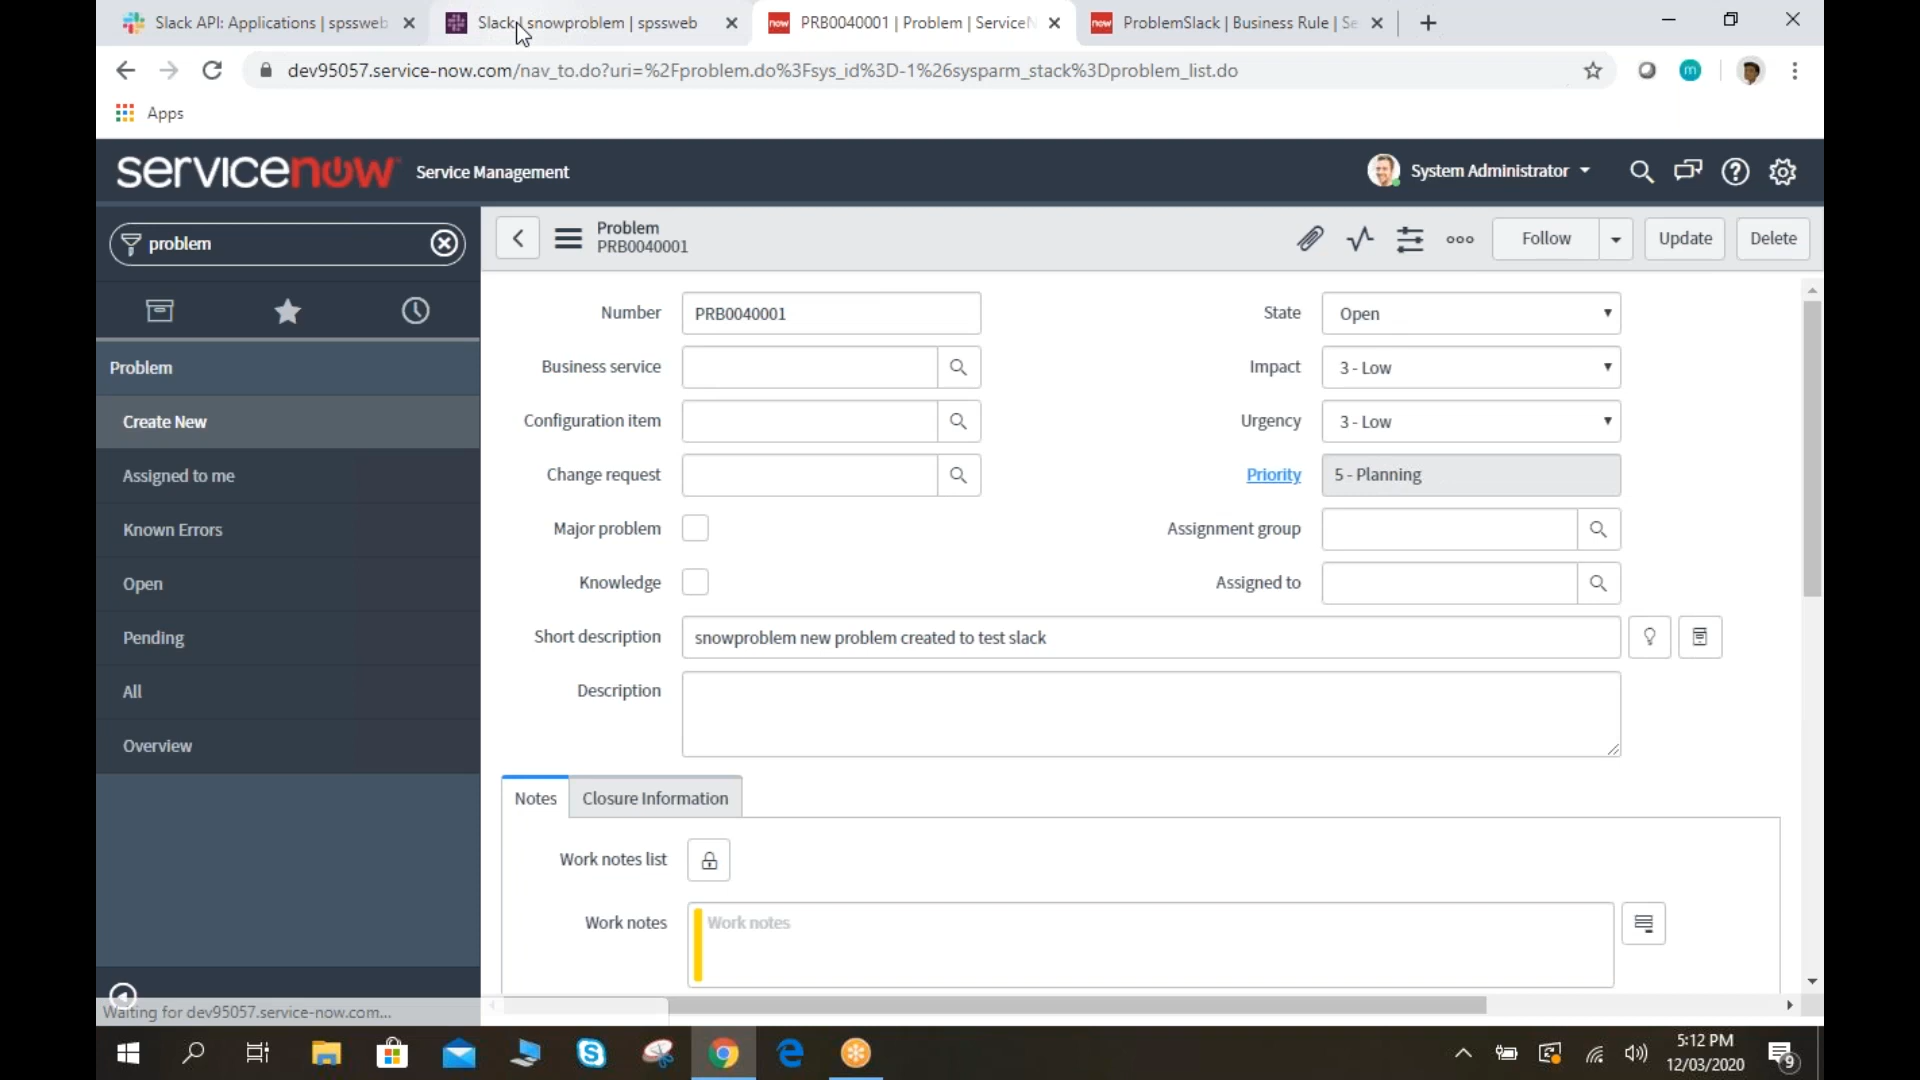 Slack API: Applications | spssweb
Slack | snowproblem | spssweb
PRB0040001 | Problem | ServiceN
ProblemSlack | Business Rule | Se
dev95057.service-now.com/nav_to.do?uri=%2Fproblem.do%3Fsys_id%3D-1%26sysparm_stack%3Dproblem_list.do
m
Apps
servicenow
Service Management
System Administrator
problem
Problem
PRB0040001
Follow
Update
Delete
Problem
Create New
Assigned to me
Known Errors
Open
Pending
All
Overview
Number
PRB0040001
State
Open
Business service
Impact
3 - Low
Configuration item
Urgency
3 - Low
Change request
Priority
5 - Planning
Major problem
Assignment group
Knowledge
Assigned to
Short description
snowproblem new problem created to test slack
Description
Notes
Closure Information
Work notes list
Work notes
Work notes
Waiting for dev95057.service-now.com...
5:12 PM
12/03/2020
9